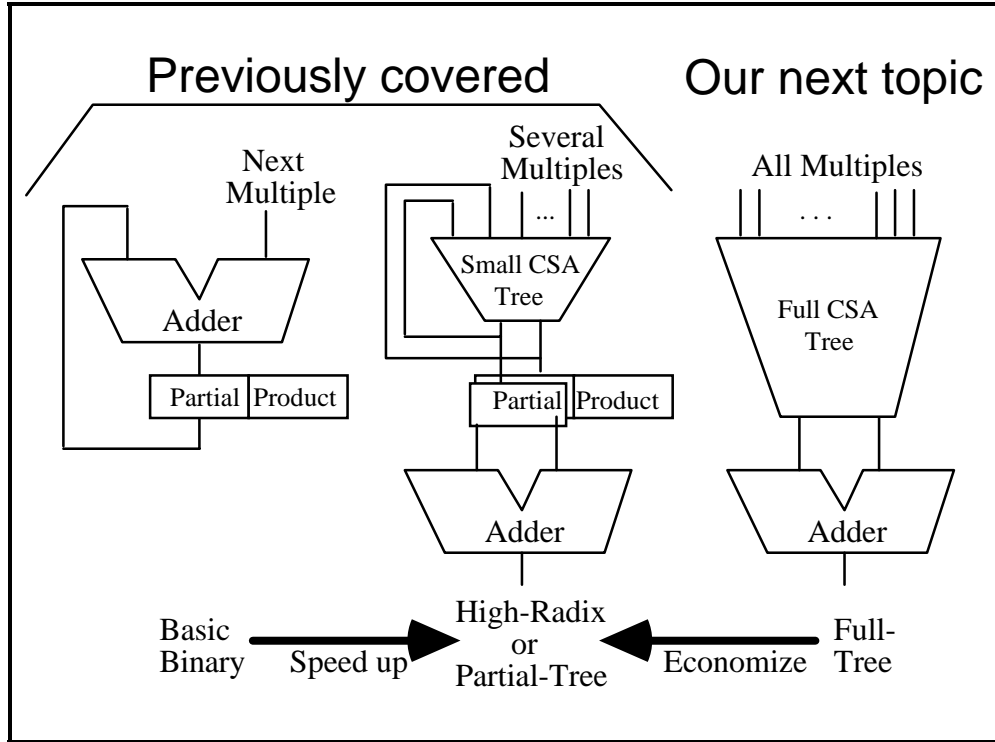 Previously covered
Our next topic
Next
Multiple
Adder
Partial Product
Several
Multiples
...
Small CSA
Tree
Partial Product
Adder
All Multiples
. . .
Full CSA
Tree
Adder
Basic
Binary
Speed up
High-Radix
or
Partial-Tree
Economize
Full-
Tree